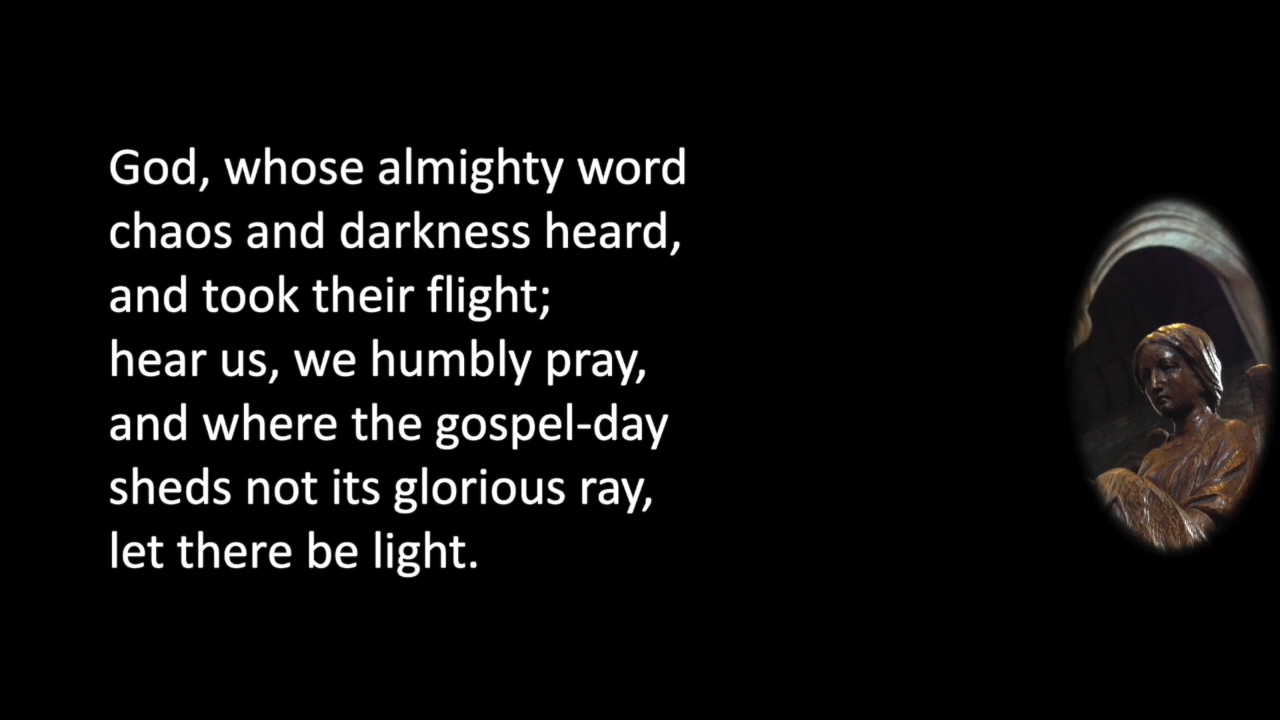 God, whose almighty word
chaos and darkness heard,
and took their flight;
hear us, we humbly pray,
and where the gospel-day
sheds not its glorious ray,
let there be light.